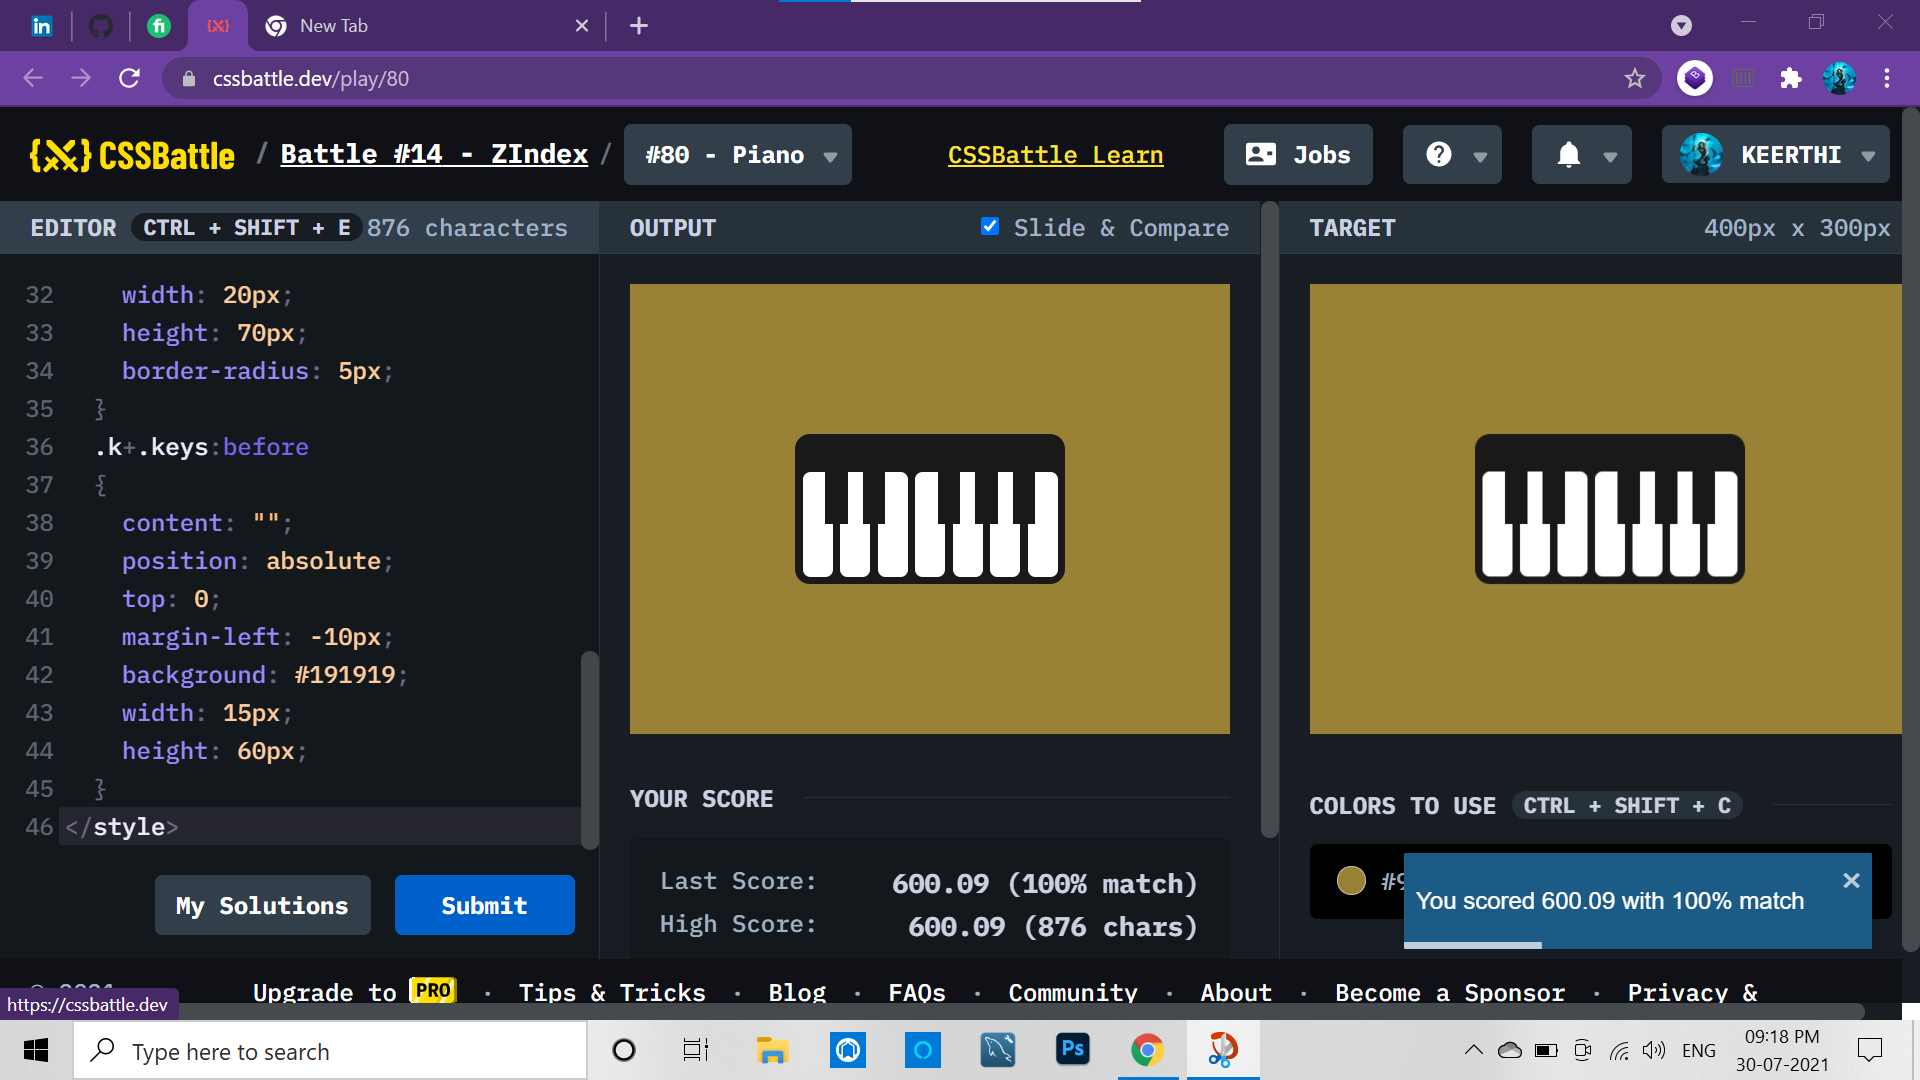 New Tab
cssbattle.dev/play/80
CSSBattle / Battle #14 - ZIndex / #80 - Piano
CSSBattle Learn
Jobs
KEERTHI
EDITOR CTRL + SHIFT + E 876 characters
OUTPUT
Slide & Compare
TARGET
400px x 300px
32 width: 20px;
33 height: 70px;
34 border-radius: 5px;
35 }
36 .k+.keys:before
37 {
38 content: "";
39 position: absolute;
40 top: 0;
41 margin-left: -10px;
42 background: #191919;
43 width: 15px;
44 height: 60px;
45 }
46 </style>
My Solutions
Submit
YOUR SCORE
Last Score: 600.09 (100% match)
High Score: 600.09 (876 chars)
COLORS TO USE CTRL + SHIFT + C
You scored 600.09 with 100% match
Upgrade to PRO · Tips & Tricks · Blog · FAQs · Community · About · Become a Sponsor · Privacy &
https://cssbattle.dev
Type here to search
Ps
ENG
09:18 PM
30-07-2021